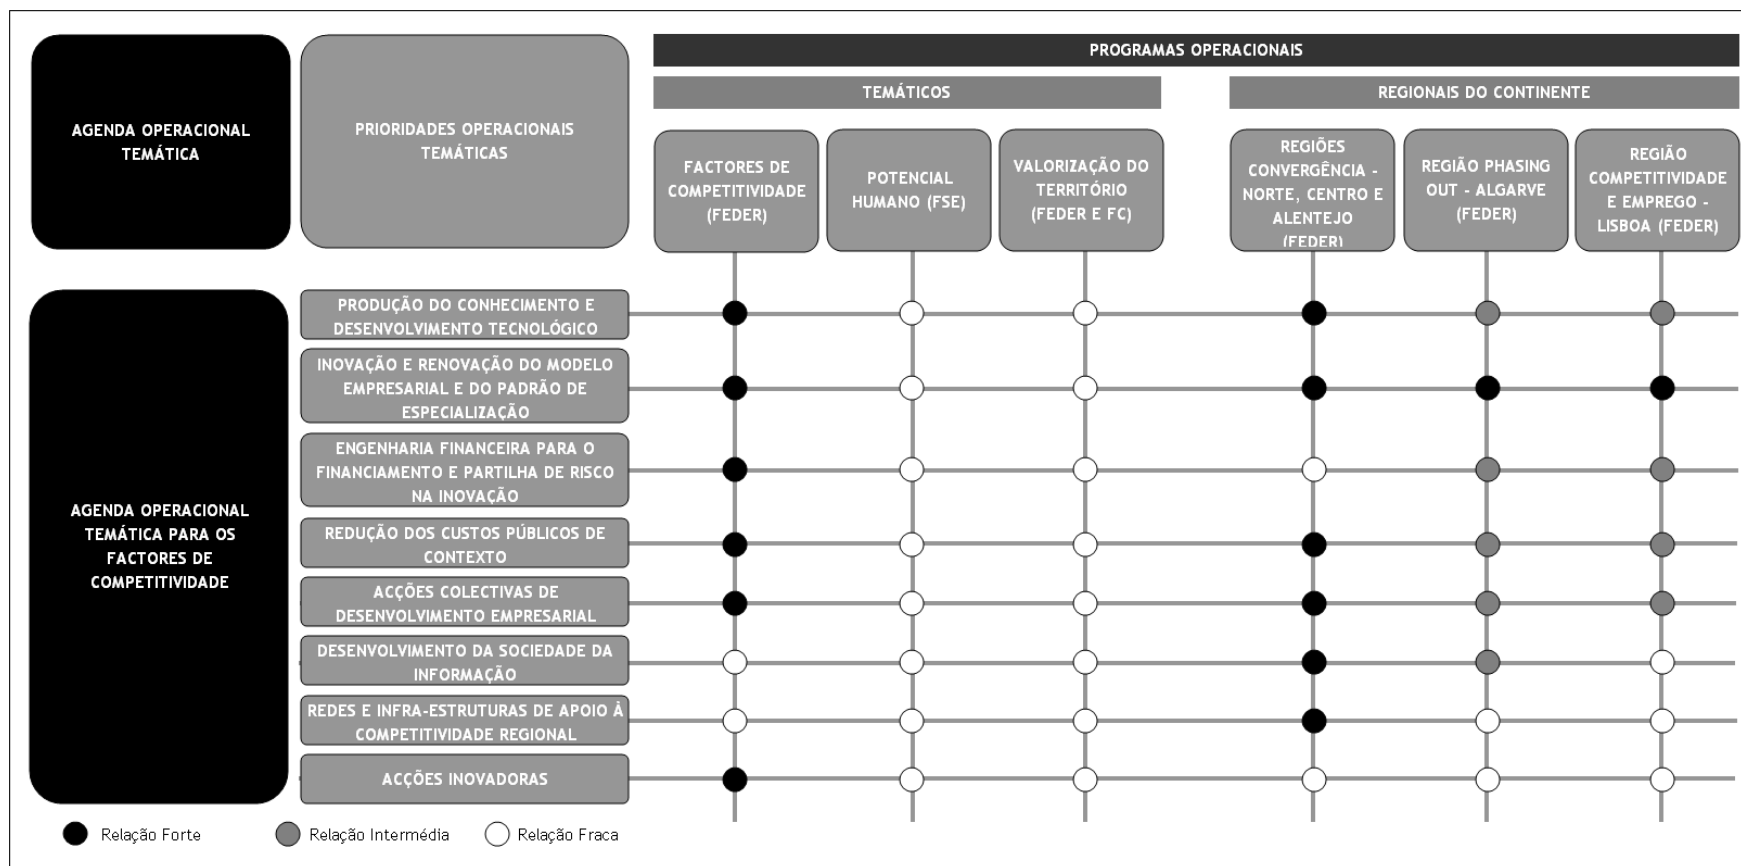 AGENDA OPERACIONAL
TEMÁTICA
PRIORIDADES OPERACIONAIS
TEMÁTICAS
PROGRAMAS OPERACIONAIS
TEMÁTICOS
REGIONAIS DO CONTINENTE
FACTORES DE
COMPETITIVIDADE
(FEDER)
POTENCIAL
HUMANO (FSE)
VALORIZAÇÃO DO
TERRITÓRIO
(FEDER E FC)
REGIÕES
CONVERGÊNCIA -
NORTE, CENTRO E
ALENTEJO
(FEDER)
REGIÃO PHASING
OUT - ALGARVE
(FEDER)
REGIÃO
COMPETITIVIDADE
E EMPREGO -
LISBOA (FEDER)
AGENDA OPERACIONAL
TEMÁTICA PARA OS
FACTORES DE
COMPETITIVIDADE
PRODUÇÃO DO CONHECIMENTO E
DESENVOLVIMENTO TECNOLÓGICO
INOVAÇÃO E RENOVAÇÃO DO MODELO
EMPRESARIAL E DO PADRÃO DE
ESPECIALIZAÇÃO
ENGENHARIA FINANCEIRA PARA O
FINANCIAMENTO E PARTILHA DE RISCO
NA INOVAÇÃO
REDUÇÃO DOS CUSTOS PÚBLICOS DE
CONTEXTO
ACÇÕES COLECTIVAS DE
DESENVOLVIMENTO EMPRESARIAL
DESENVOLVIMENTO DA SOCIEDADE DA
INFORMAÇÃO
REDES E INFRA-ESTRUTURAS DE APOIO À
COMPETITIVIDADE REGIONAL
ACÇÕES INOVADORAS
Relação Forte
Relação Intermédia
Relação Fraca